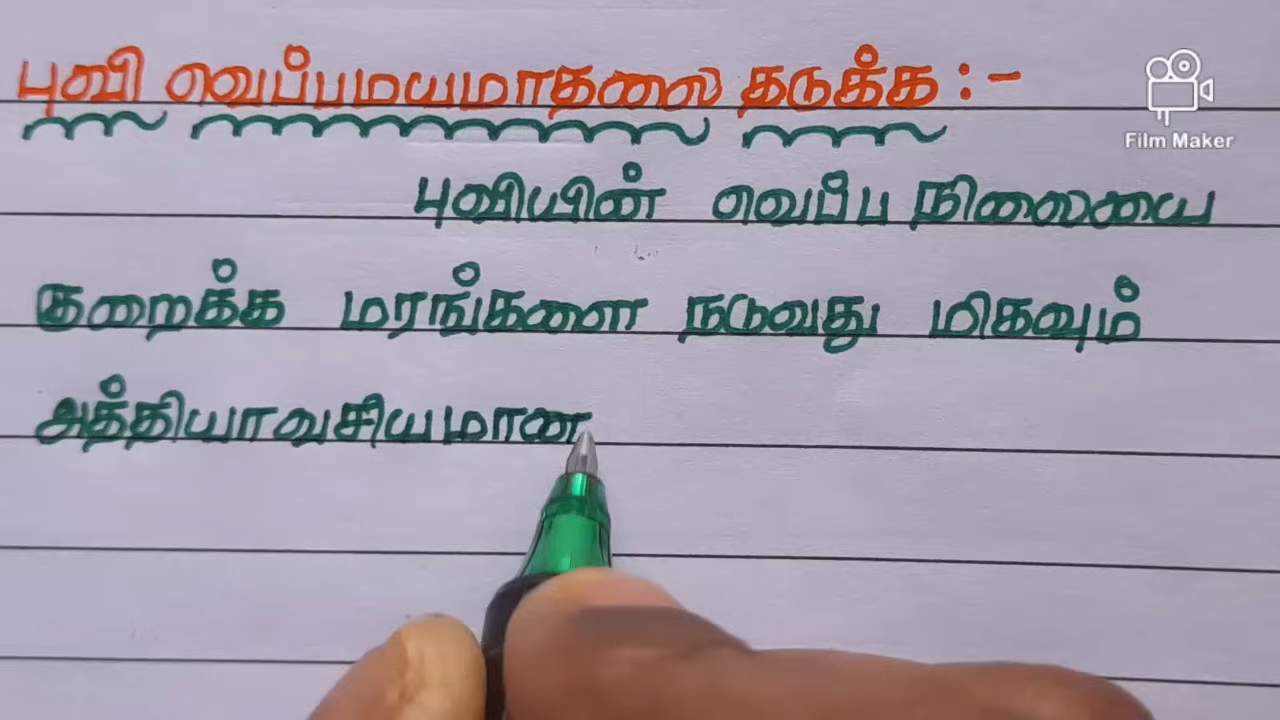 புவி வெப்பமயமாதலை தடுக்க :-
Film Maker
புவியின் வெப்ப நிலையை
குறைக்க மரங்களை நடுவது மிகவும்
அத்தியாவசியமான